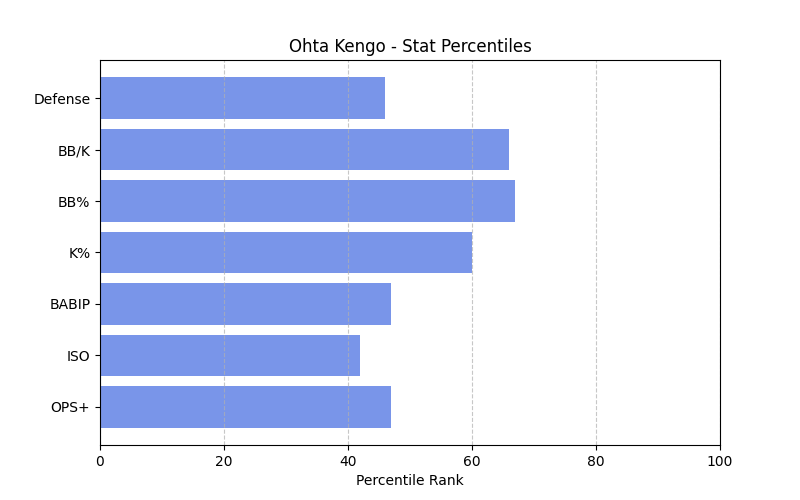 Ohta Kengo - Stat Percentiles
Defense
BB/K
BB%
K%
BABIP
ISO
OPS+
0 20 40 60 80 100
Percentile Rank